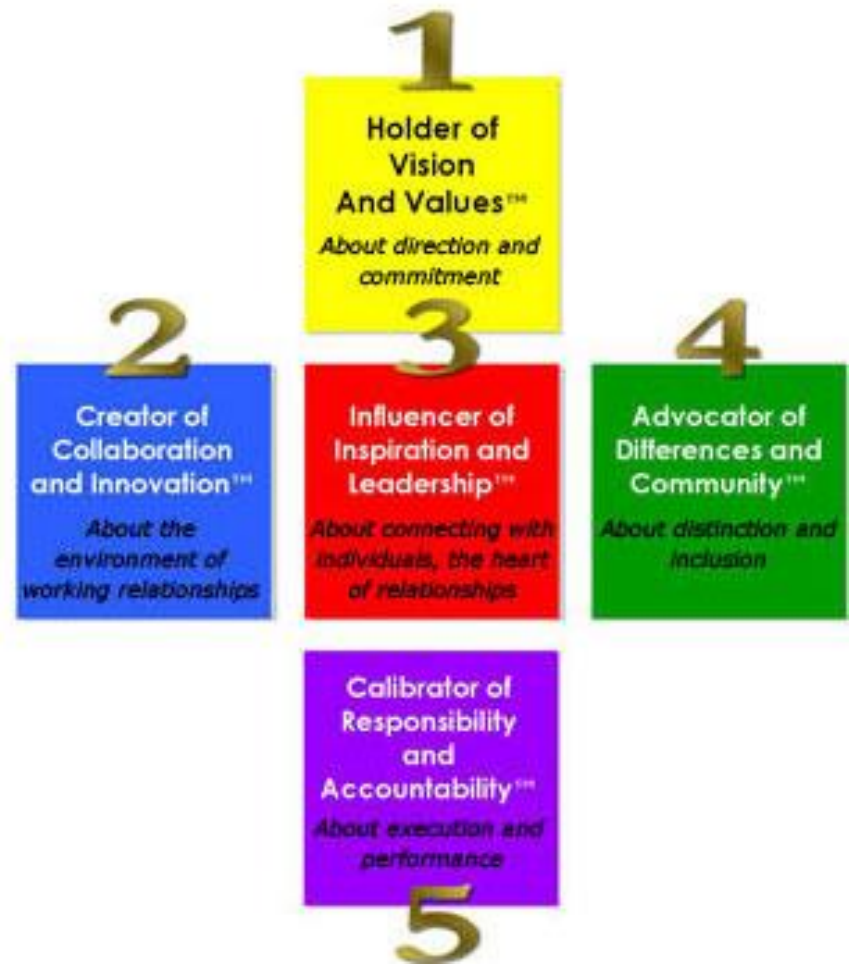 1
Holder of
Vision
And Values™
About direction and
commitment
2
Creator of
Collaboration
and Innovation™
About the
environment of
working relationships
3
Influencer of
Inspiration and
Leadership™
About connecting with
individuals, the heart
of relationships
4
Advocator of
Differences and
Community™
About distinction and
inclusion
Calibrator of
Responsibility
and
Accountability™
About execution and
performance
5